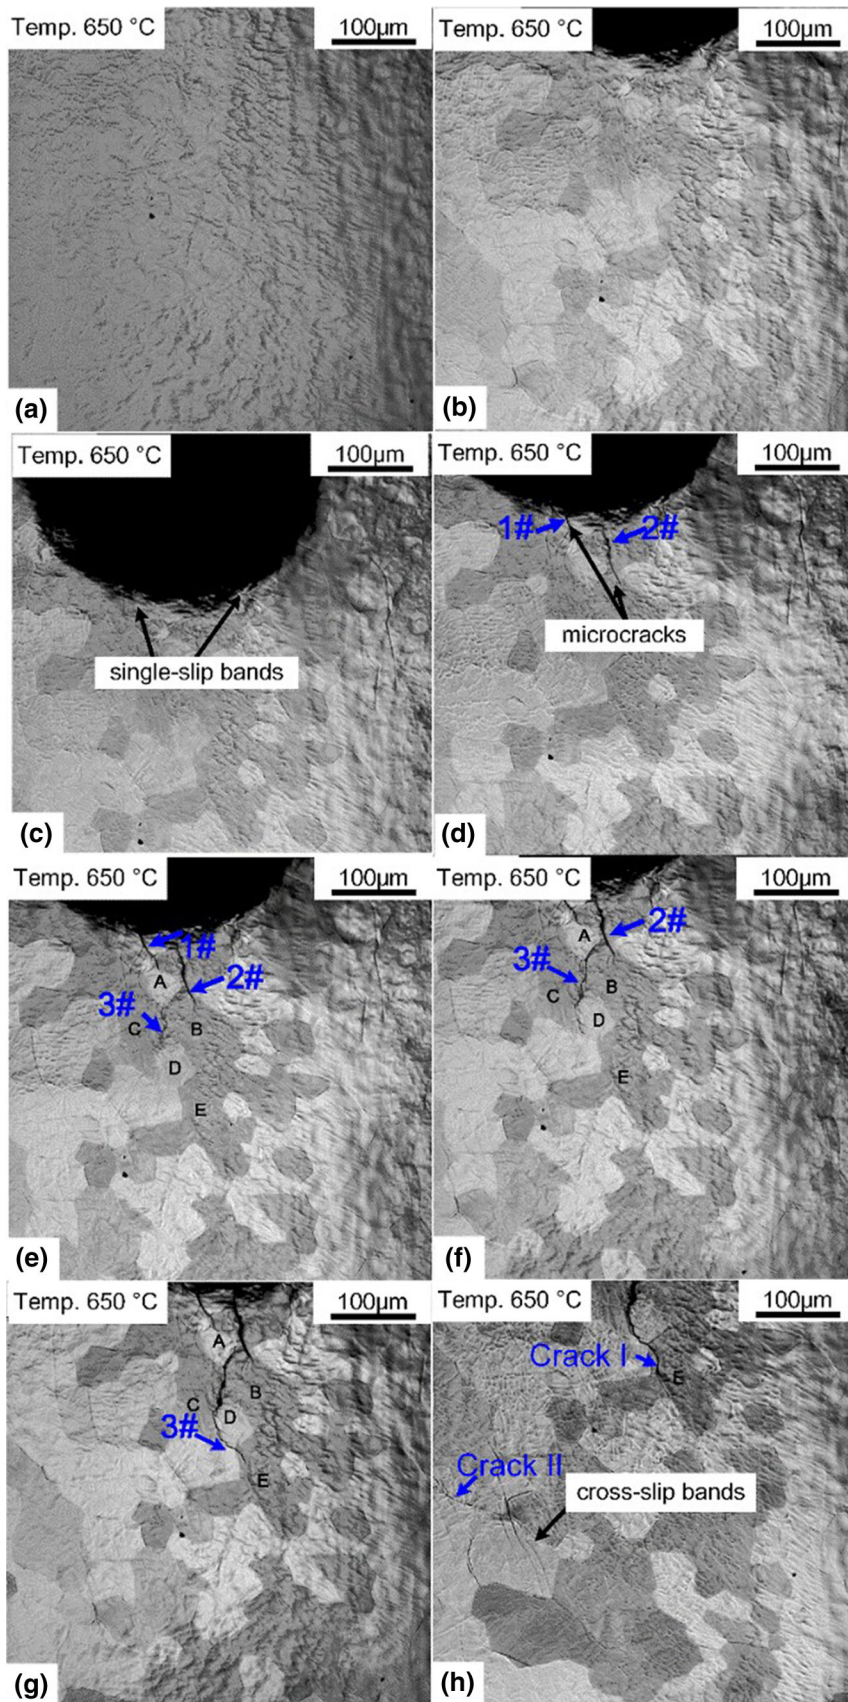 Temp. 650 °C
100μm
(a)
Temp. 650 °C
100μm
(b)
Temp. 650 °C
100μm
single-slip bands
(c)
Temp. 650 °C
100μm
1#
2#
microcracks
(d)
Temp. 650 °C
100μm
1#
A
2#
3#
C
B
D
E
(e)
Temp. 650 °C
100μm
A
2#
3#
C
B
D
E
(f)
Temp. 650 °C
100μm
A
B
C
D
3#
E
(g)
Temp. 650 °C
100μm
Crack I
E
Crack II
cross-slip bands
(h)